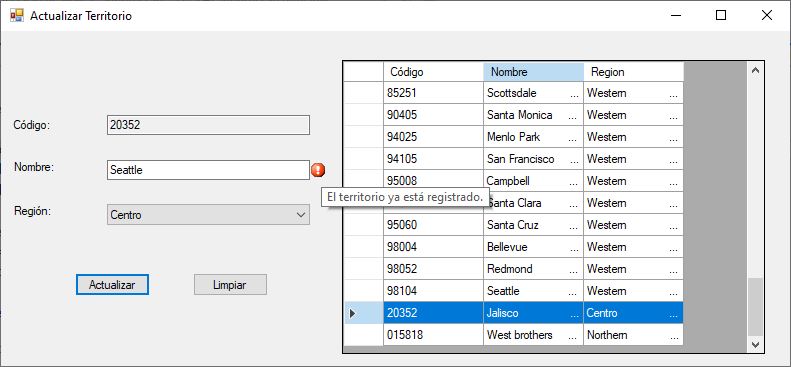 Actualizar Territorio
Código: 20352
Nombre: Seattle
El territorio ya está registrado.
Región: Centro
Actualizar Limpiar
Código Nombre Region
85251 Scottsdale ... Western ...
90405 Santa Monica ... Western ...
94025 Menlo Park ... Western ...
94105 San Francisco ... Western ...
95008 Campbell ... Western ...
Santa Clara ... Western ...
95060 Santa Cruz ... Western ...
98004 Bellevue ... Western ...
98052 Redmond ... Western ...
98104 Seattle ... Western ...
20352 Jalisco ... Centro ...
015818 West brothers ... Northern ...